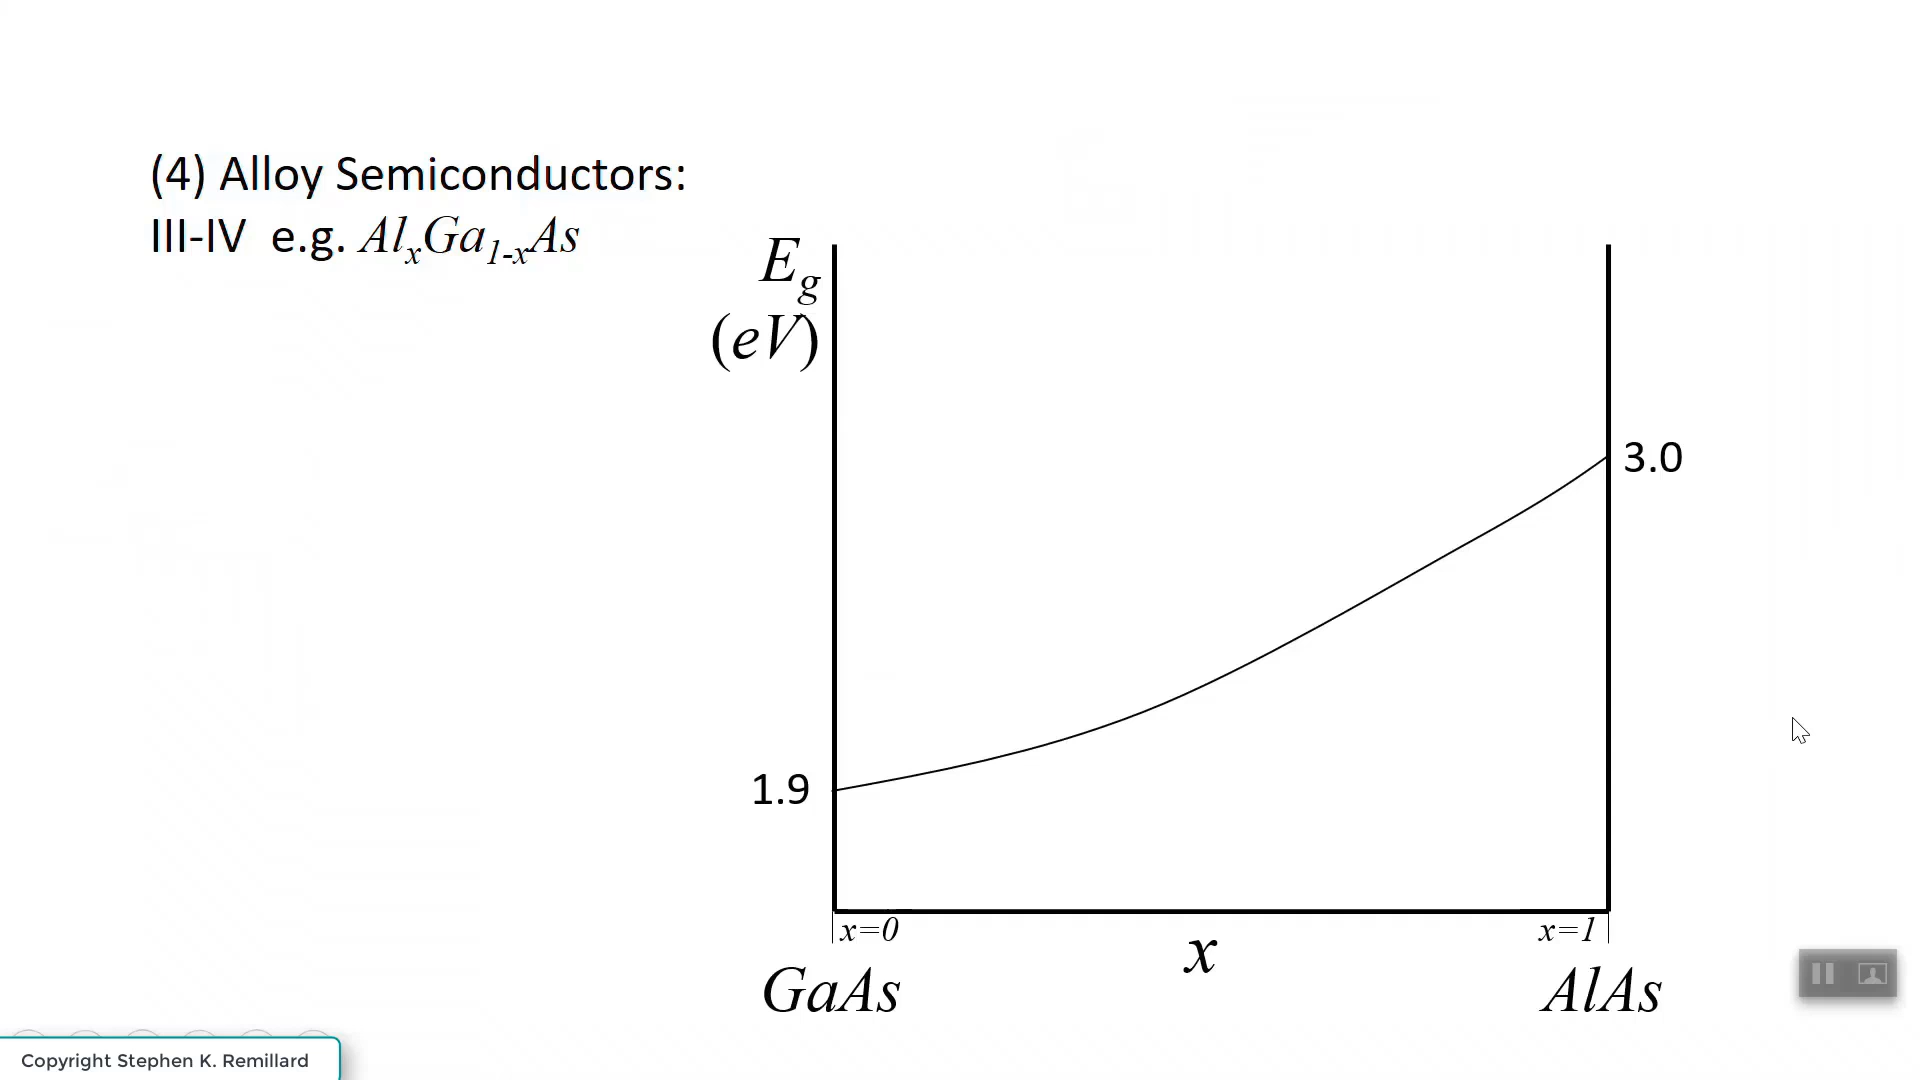 (4) Alloy Semiconductors:
III-IV e.g. AlxGa1-xAs
Eg
(eV)
3.0
1.9
x=0
x=1
x
GaAs
AlAs
Copyright Stephen K. Remillard